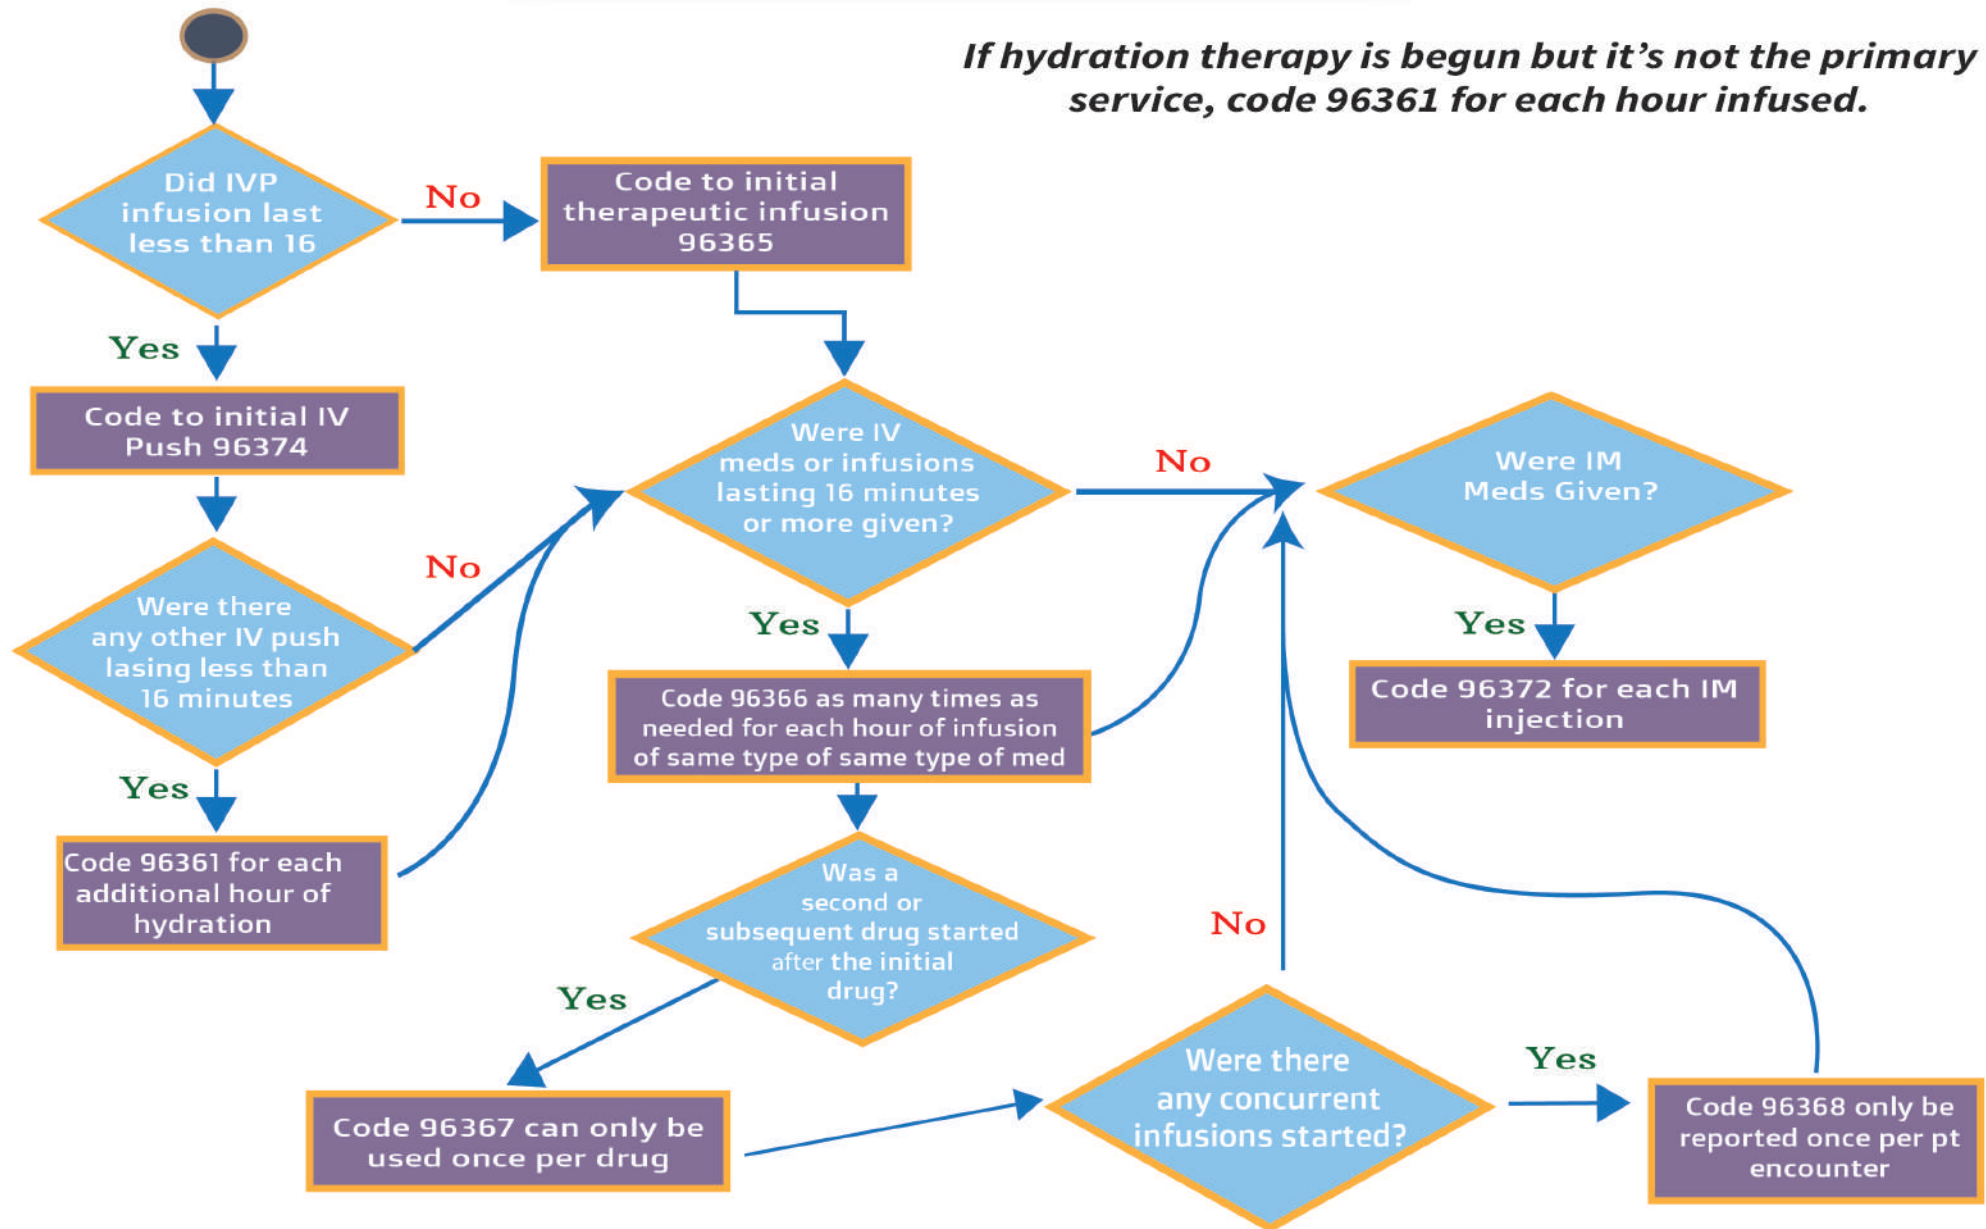 If hydration therapy is begun but it's not the primary
service, code 96361 for each hour infused.
Did IVP
infusion last
less than 16
No
Code to initial
therapeutic infusion
96365
Yes
Code to initial IV
Push 96374
Were there
any other IV push
lasing less than
16 minutes
No
Yes
Code 96361 for each
additional hour of
hydration
Were IV
meds or infusions
lasting 16 minutes
or more given?
No
Yes
Code 96366 as many times as
needed for each hour of infusion
of same type of same type of med
Was a
second or
subsequent drug started
after the initial
drug?
Yes
Code 96367 can only be
used once per drug
Were there
any concurrent
infusions started?
No
Yes
Code 96368 only be
reported once per pt
encounter
Were IM
Meds Given?
Yes
Code 96372 for each IM
injection